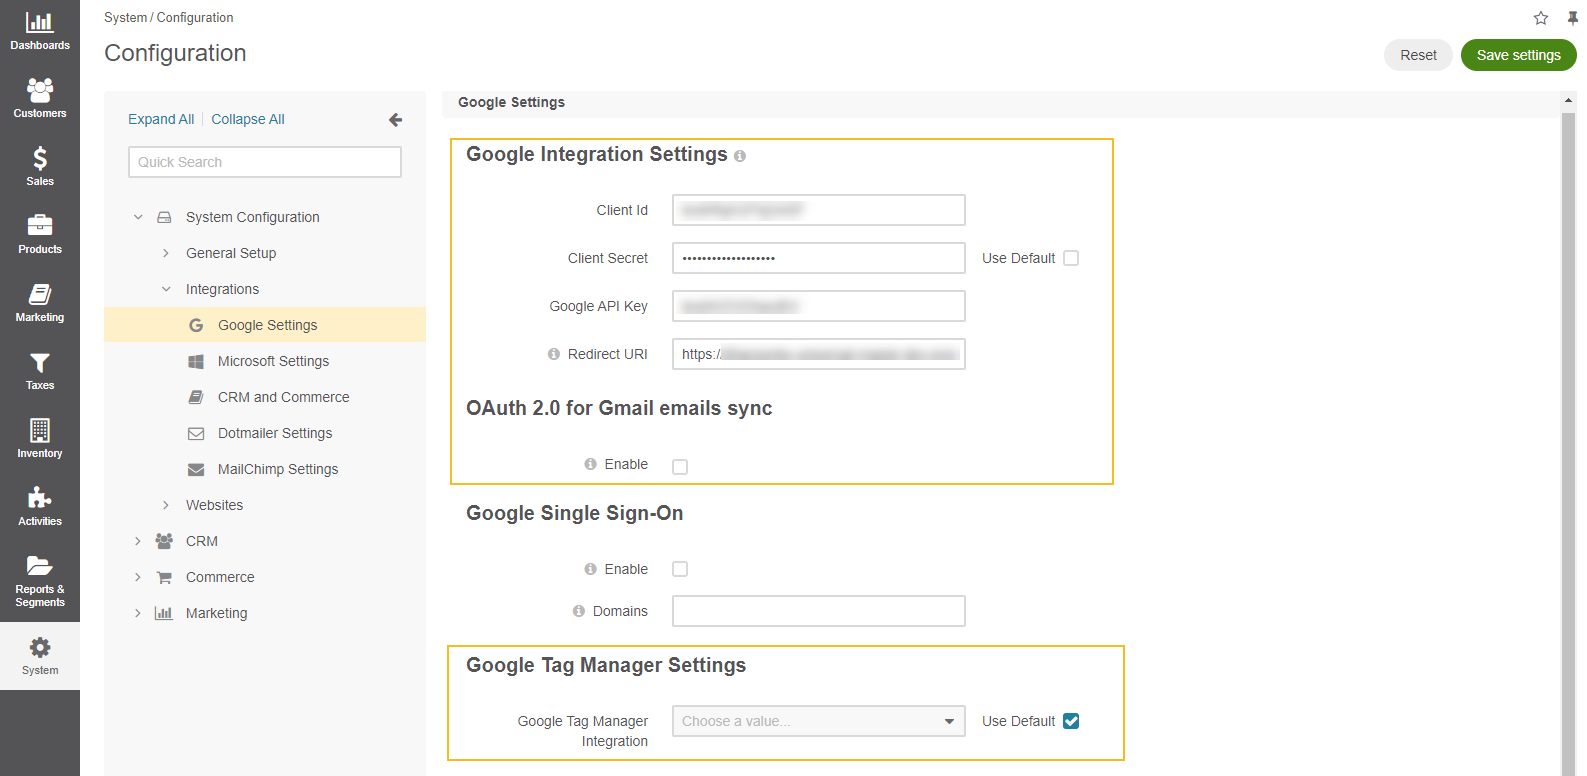 Dashboards
Customers
Sales
Products
Marketing
Taxes
Inventory
Activities
Reports &
Segments
System
System / Configuration
Configuration
Reset
Save settings
Expand All
Collapse All
Quick Search
System Configuration
General Setup
Integrations
Google Settings
Microsoft Settings
CRM and Commerce
Dotmailer Settings
MailChimp Settings
Websites
CRM
Commerce
Marketing
Google Settings
Google Integration Settings
Client Id
Client Secret
Use Default
Google API Key
Redirect URI
https:/
OAuth 2.0 for Gmail emails sync
Enable
Google Single Sign-On
Enable
Domains
Google Tag Manager Settings
Google Tag Manager
Integration
Choose a value...
Use Default